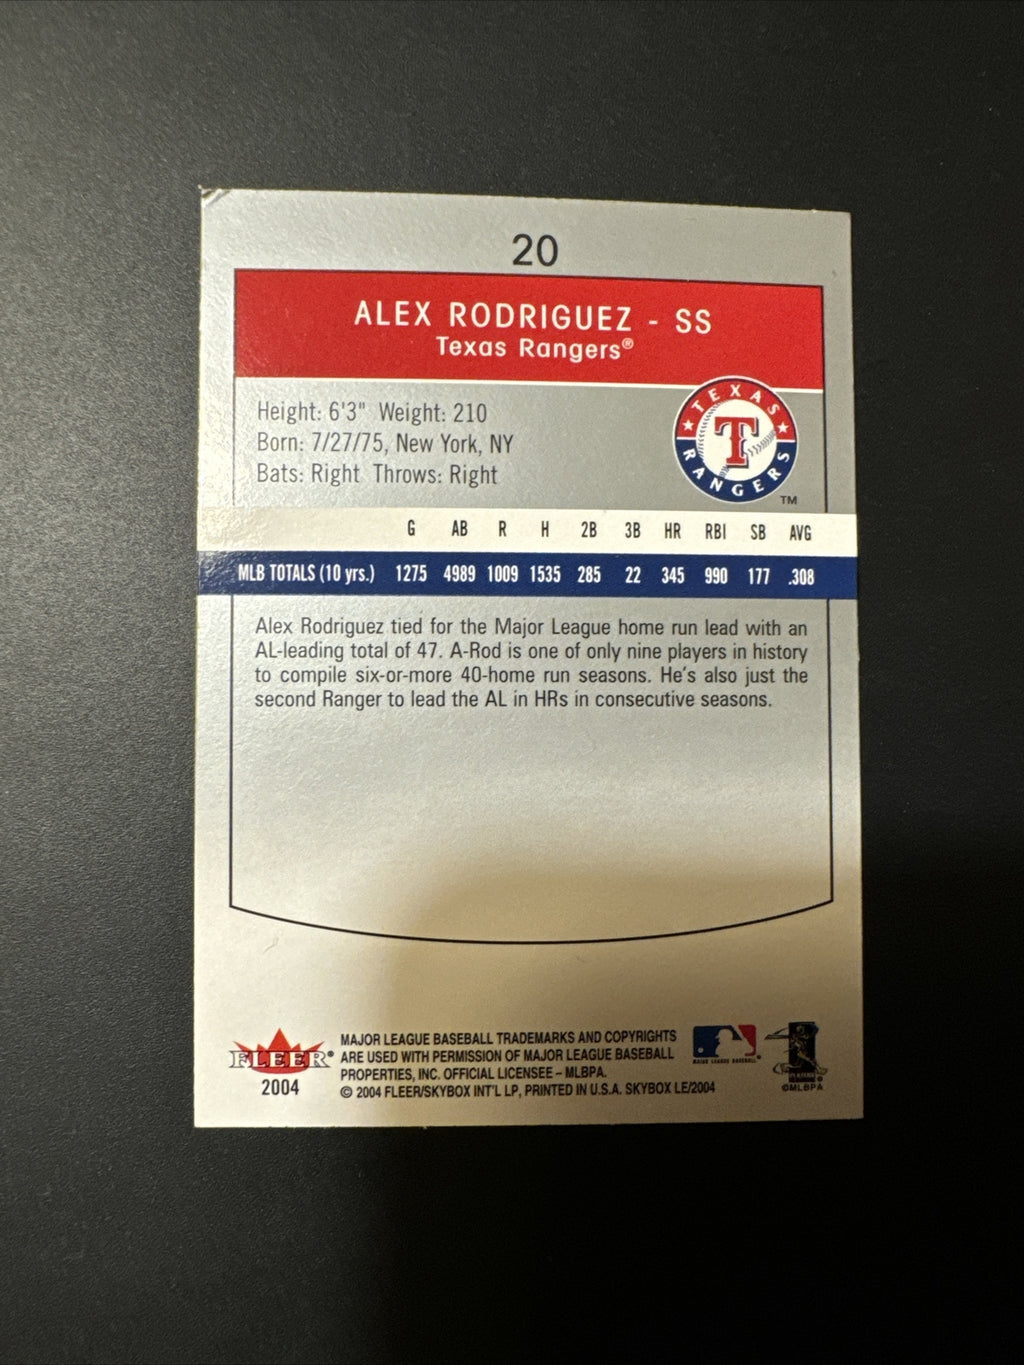 20
ALEX RODRIGUEZ - SS
Texas Rangers®
Height: 6'3" Weight: 210
Born: 7/27/75, New York, NY
Bats: Right Throws: Right
TEXAS
T
RANGERS
TM
G AB R H 2B 3B HR RBI SB AVG
MLB TOTALS (10 yrs.) 1275 4989 1009 1535 285 22 345 990 177 .308
Alex Rodriguez tied for the Major League home run lead with an
AL-leading total of 47. A-Rod is one of only nine players in history
to compile six-or-more 40-home run seasons. He's also just the
second Ranger to lead the AL in HRs in consecutive seasons.
FLEER®
2004
MAJOR LEAGUE BASEBALL TRADEMARKS AND COPYRIGHTS
ARE USED WITH PERMISSION OF MAJOR LEAGUE BASEBALL
PROPERTIES, INC. OFFICIAL LICENSEE – MLBPA.
© 2004 FLEER/SKYBOX INT'L LP, PRINTED IN U.S.A. SKYBOX LE/2004
MAJOR LEAGUE BASEBALL
©MLBPA